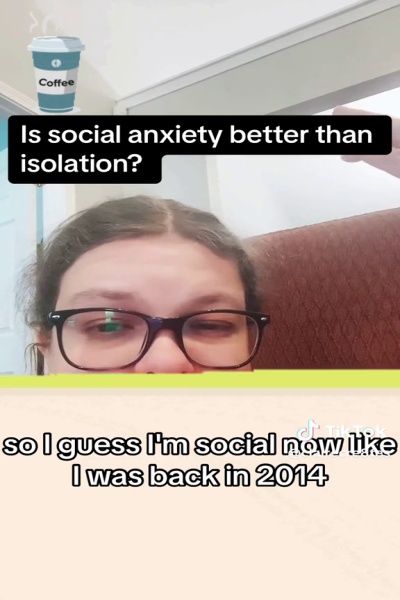 Coffee
Is social anxiety better than
isolation?
TikTok
so I guess I'm social now like
I was back in 2014